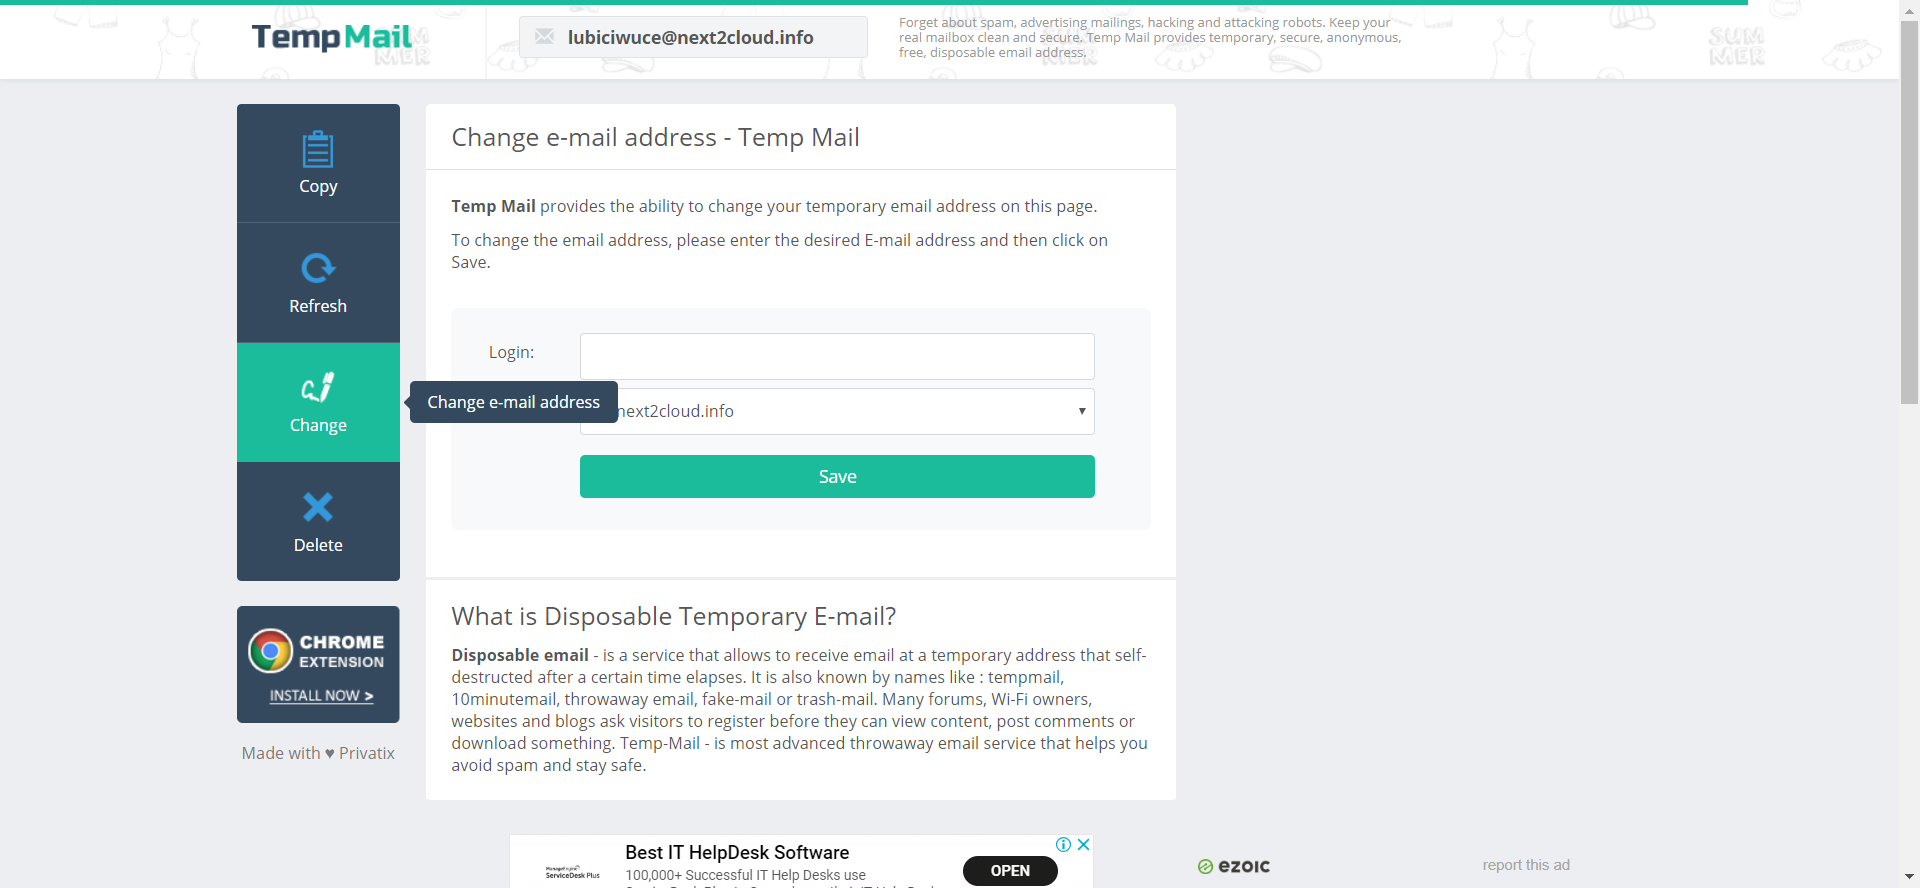 TempMail
lubiciwuce@next2cloud.info
Forget about spam, advertising mailings, hacking and attacking robots. Keep your
real mailbox clean and secure. Temp Mail provides temporary, secure, anonymous,
free, disposable email address.
SUMMER
SUMMER
SUMMER
Copy
Refresh
Change
Delete
CHROME
EXTENSION
INSTALL NOW >
Made with ♥ Privatix
Change e-mail address - Temp Mail
Temp Mail provides the ability to change your temporary email address on this page.
To change the email address, please enter the desired E-mail address and then click on
Save.
Login:
Change e-mail address
next2cloud.info
Save
What is Disposable Temporary E-mail?
Disposable email - is a service that allows to receive email at a temporary address that self-
destructed after a certain time elapses. It is also known by names like : tempmail,
10minutemail, throwaway email, fake-mail or trash-mail. Many forums, Wi-Fi owners,
websites and blogs ask visitors to register before they can view content, post comments or
download something. Temp-Mail - is most advanced throwaway email service that helps you
avoid spam and stay safe.
ManageEngine
ServiceDesk Plus
Best IT HelpDesk Software
100,000+ Successful IT Help Desks use
OPEN
ezoic
report this ad